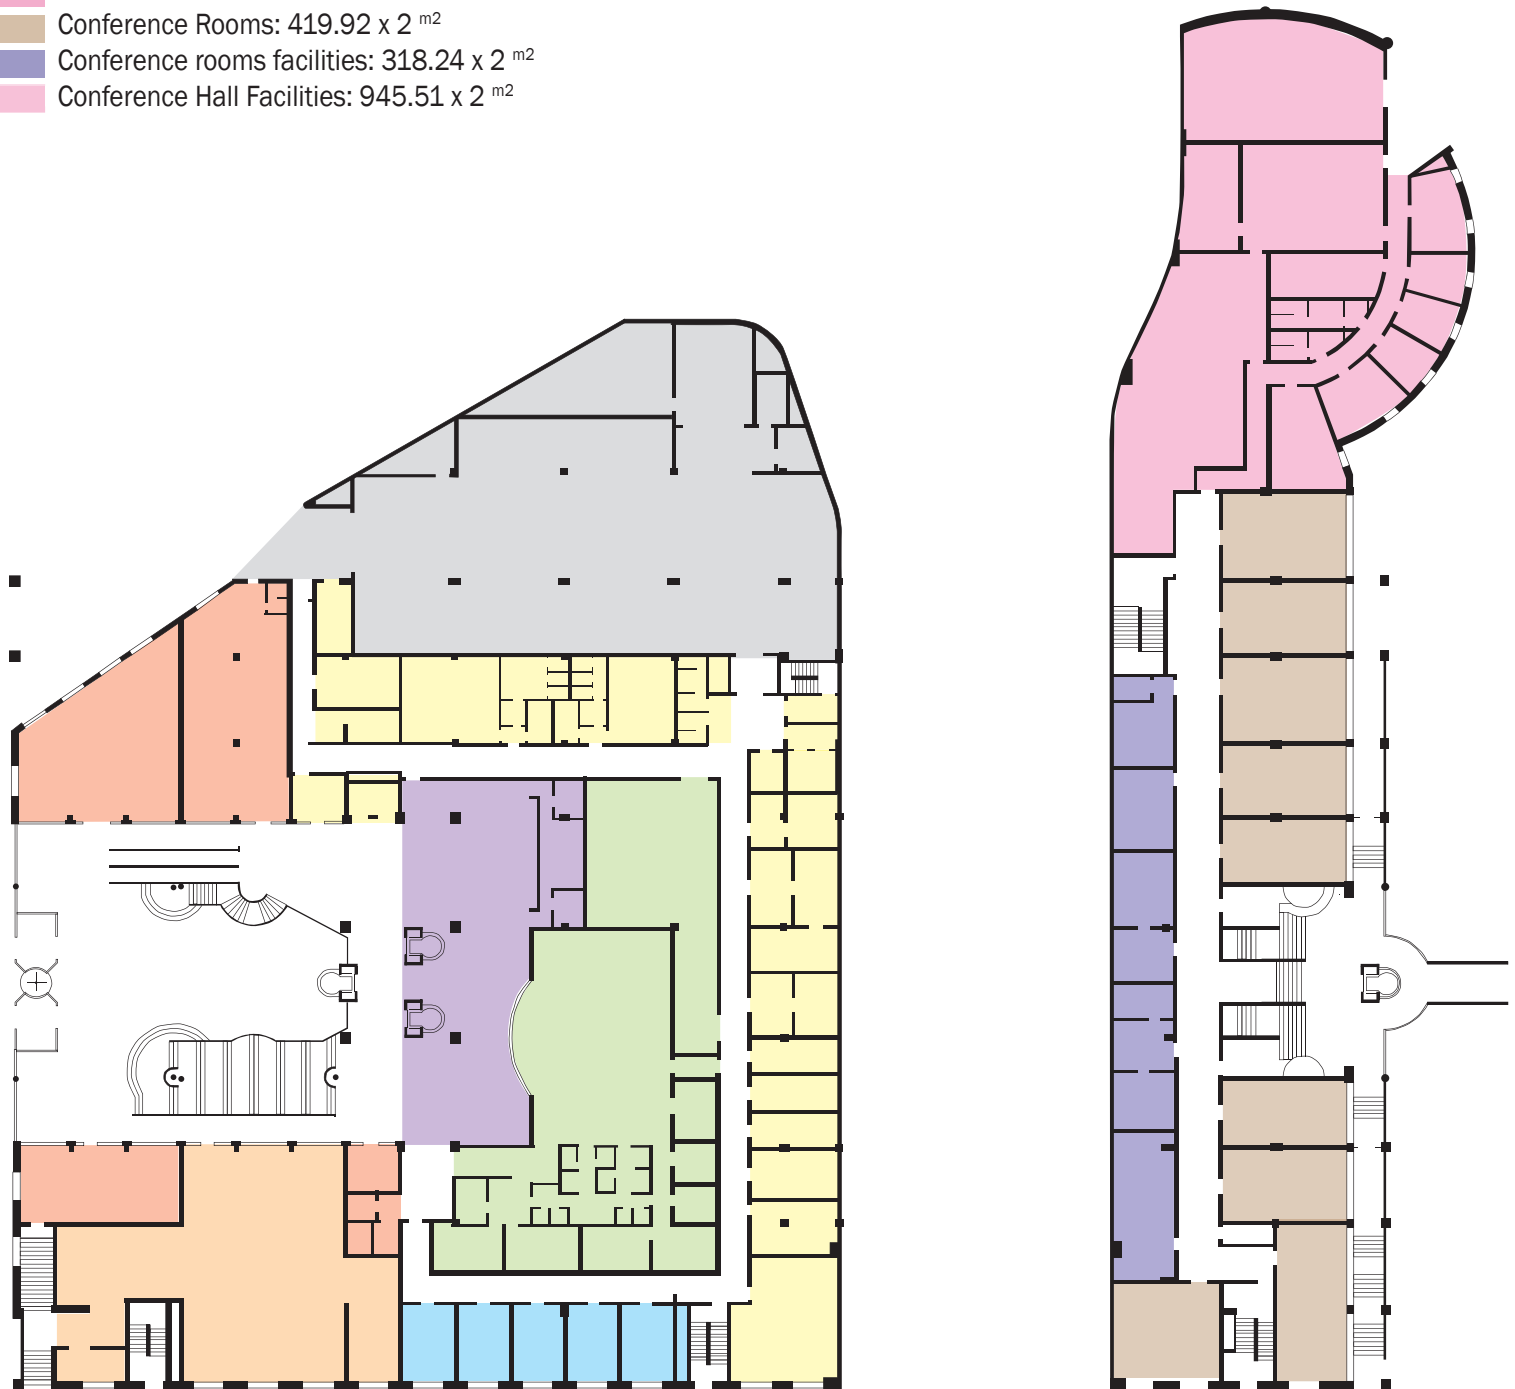 Conference Rooms: 419.92 x 2 m2
Conference rooms facilities: 318.24 x 2 m2
Conference Hall Facilities: 945.51 x 2 m2